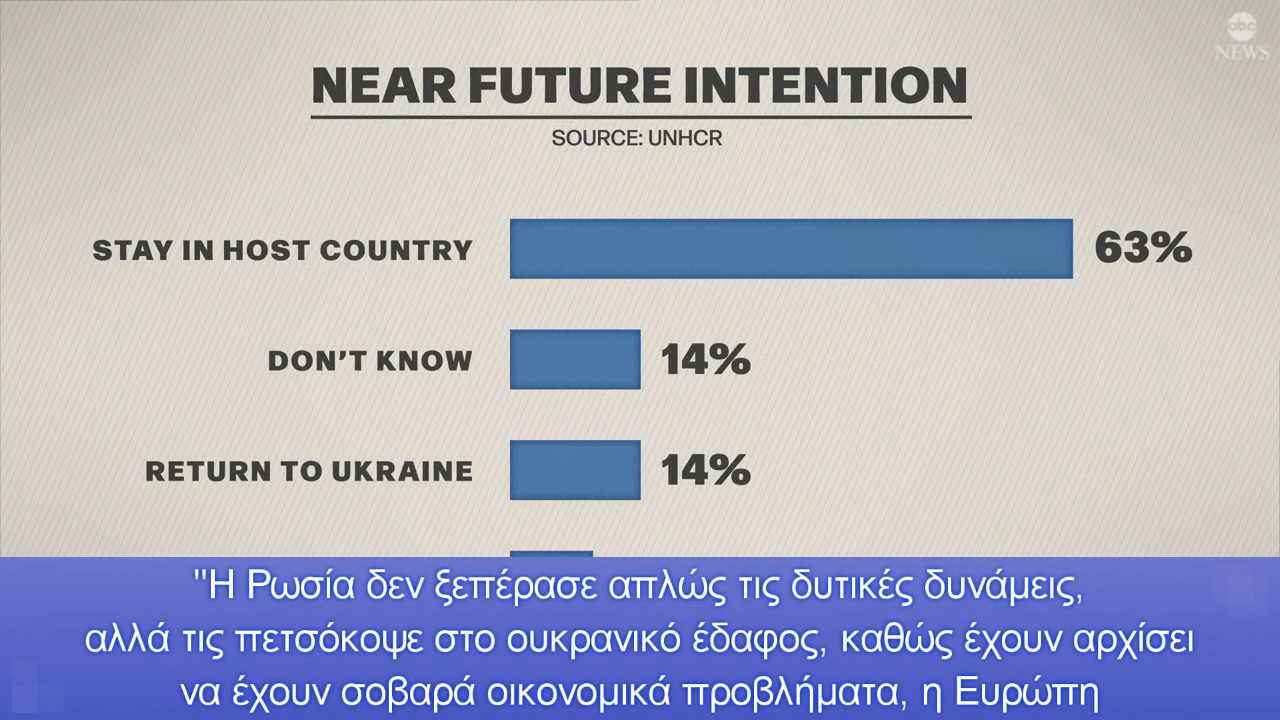 abc
NEWS
NEAR FUTURE INTENTION
SOURCE: UNHCR
STAY IN HOST COUNTRY 63%
DON'T KNOW 14%
RETURN TO UKRAINE 14%
"Η Ρωσία δεν ξεπέρασε απλώς τις δυτικές δυνάμεις,
αλλά τις πετσόκοψε στο ουκρανικό έδαφος, καθώς έχουν αρχίσει
να έχουν σοβαρά οικονομικά προβλήματα, η Ευρώπη